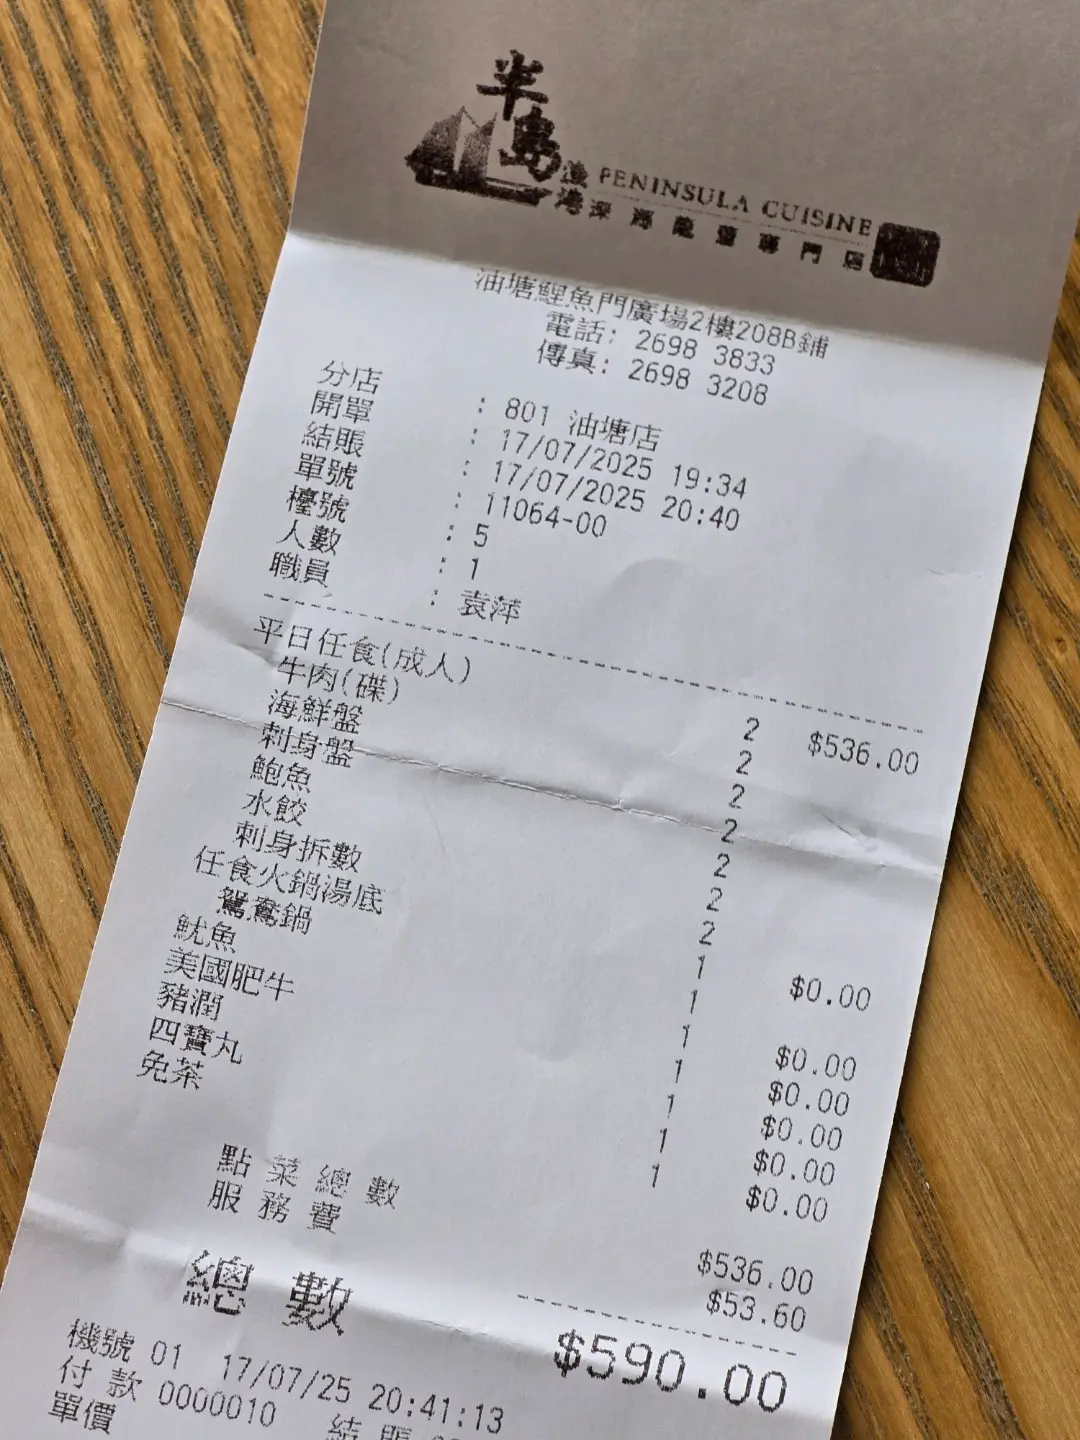 半島
漁港
PENINSULA CUISINE
深海龍躉專門店
油塘鯉魚門廣場2樓208B鋪
電話: 2698 3833
傳真: 2698 3208
分店 : 801 油塘店
開單 : 17/07/2025 19:34
結賬 : 17/07/2025 20:40
單號 : 11064-00
檯號 : 5
人數 : 1
職員 : 袁萍
平日任食(成人) 2 $536.00
牛肉(碟) 2
海鮮盤 2
刺身盤 2
鮑魚 2
水餃 2
刺身拆數 2
任食火鍋湯底 1 $0.00
鴛鴦鍋 1
魷魚 1 $0.00
美國肥牛 1 $0.00
豬潤 1 $0.00
四寶丸 1 $0.00
免茶 1 $0.00
點菜總數 $536.00
服務費 $53.60
總數 $590.00
機號 01 17/07/25 20:41:13
付款 0000010 結賬
單價